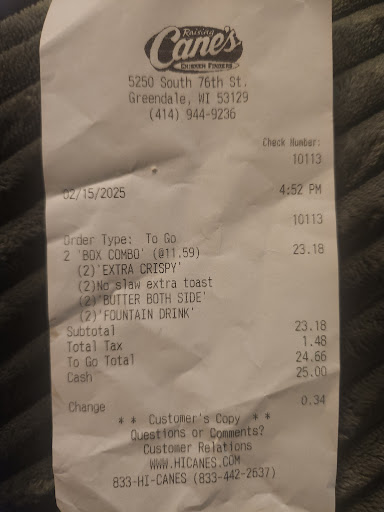 Raising
Cane's
CHICKEN FINGERS
5250 South 76th St.
Greendale, WI 53129
(414) 944-9236
Check Number:
10113
02/15/2025 4:52 PM
10113
Order Type: To Go
2 'BOX COMBO' (@11.59) 23.18
(2)'EXTRA CRISPY'
(2)No slaw extra toast
(2)'BUTTER BOTH SIDE'
(2)'FOUNTAIN DRINK'
Subtotal 23.18
Total Tax 1.48
To Go Total 24.66
Cash 25.00
Change 0.34
* * Customer's Copy * *
Questions or Comments?
Customer Relations
WWW.HICANES.COM
833-HI-CANES (833-442-2637)